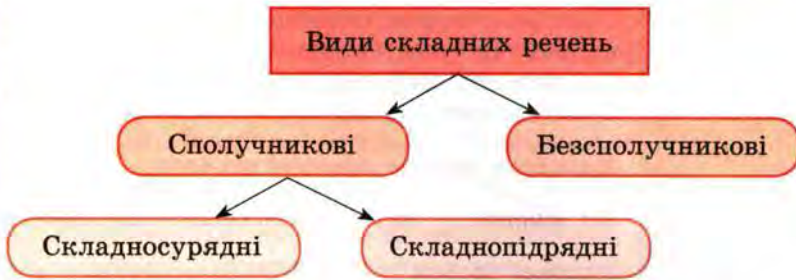 Види складних речень
Сполучникові
Безсполучникові
Складносурядні
Складнопідрядні